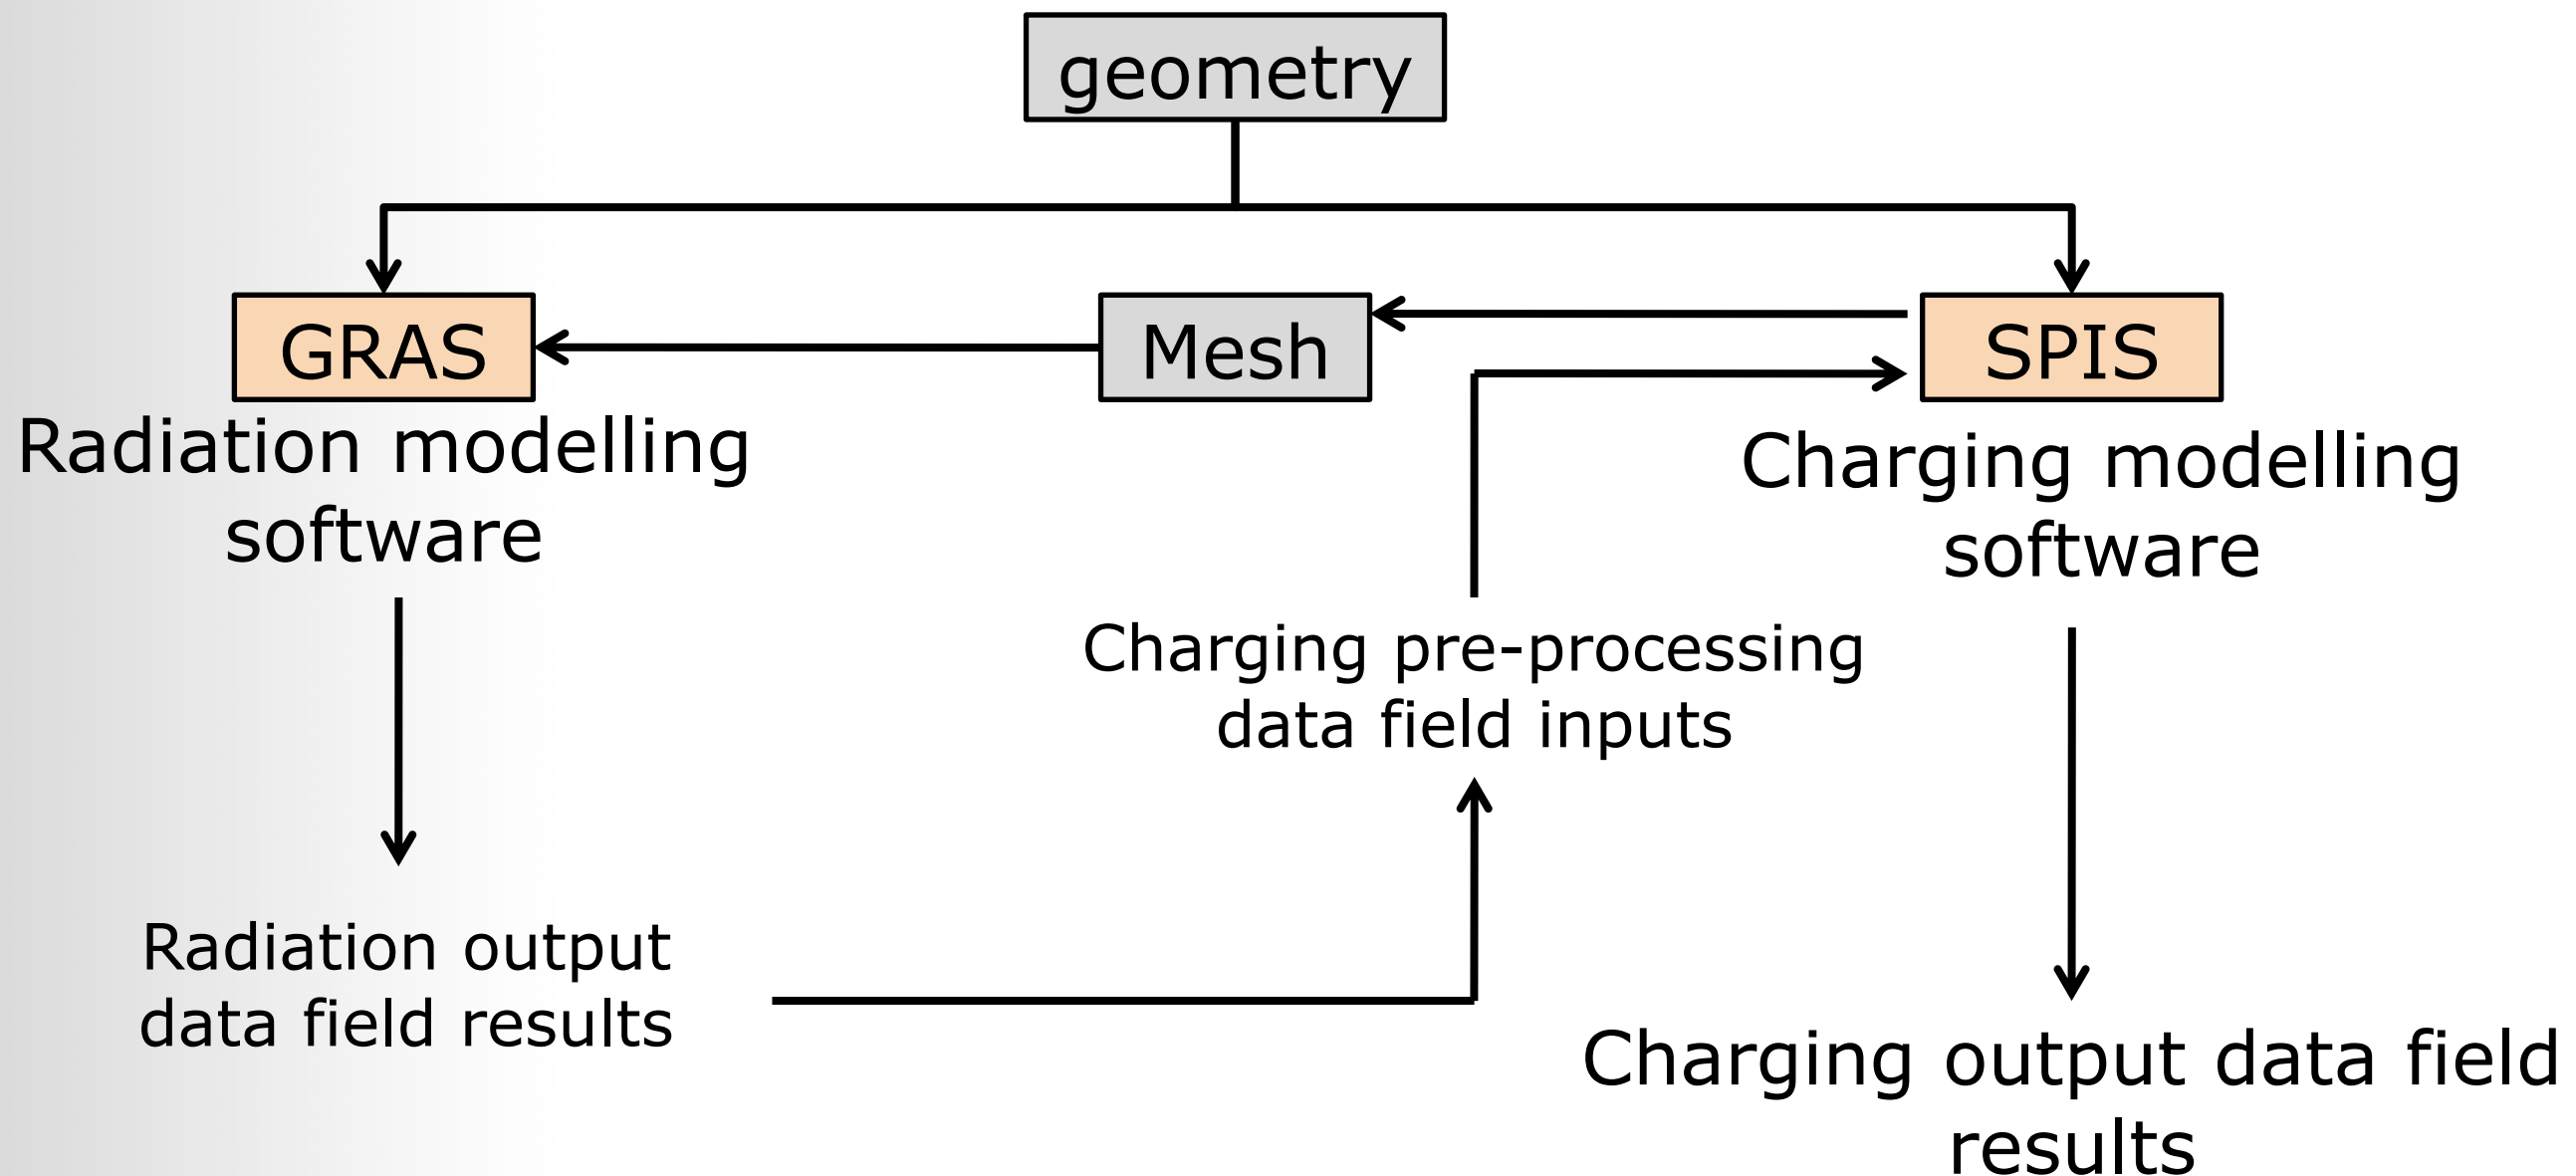 geometry
GRAS
Mesh
SPIS
Radiation modelling
software
Charging modelling
software
Charging pre-processing
data field inputs
Radiation output
data field results
Charging output data field
results